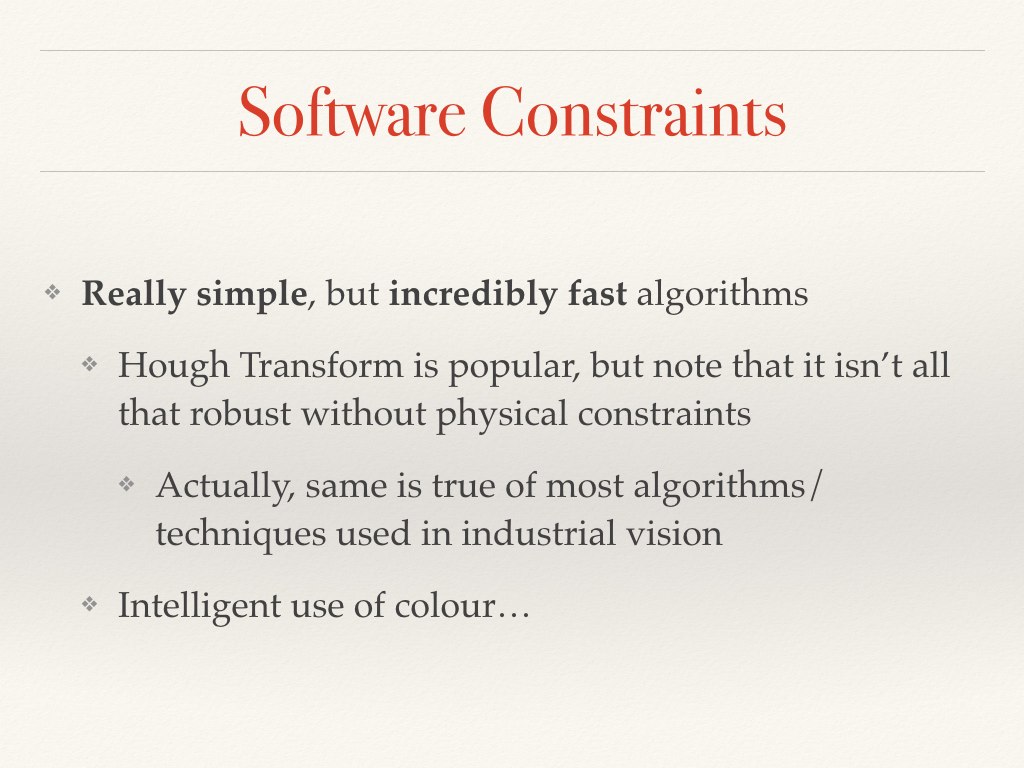 Software Constraints
❖ Really simple, but incredibly fast algorithms
❖ Hough Transform is popular, but note that it isn’t all
that robust without physical constraints
❖ Actually, same is true of most algorithms/
techniques used in industrial vision
❖ Intelligent use of colour…